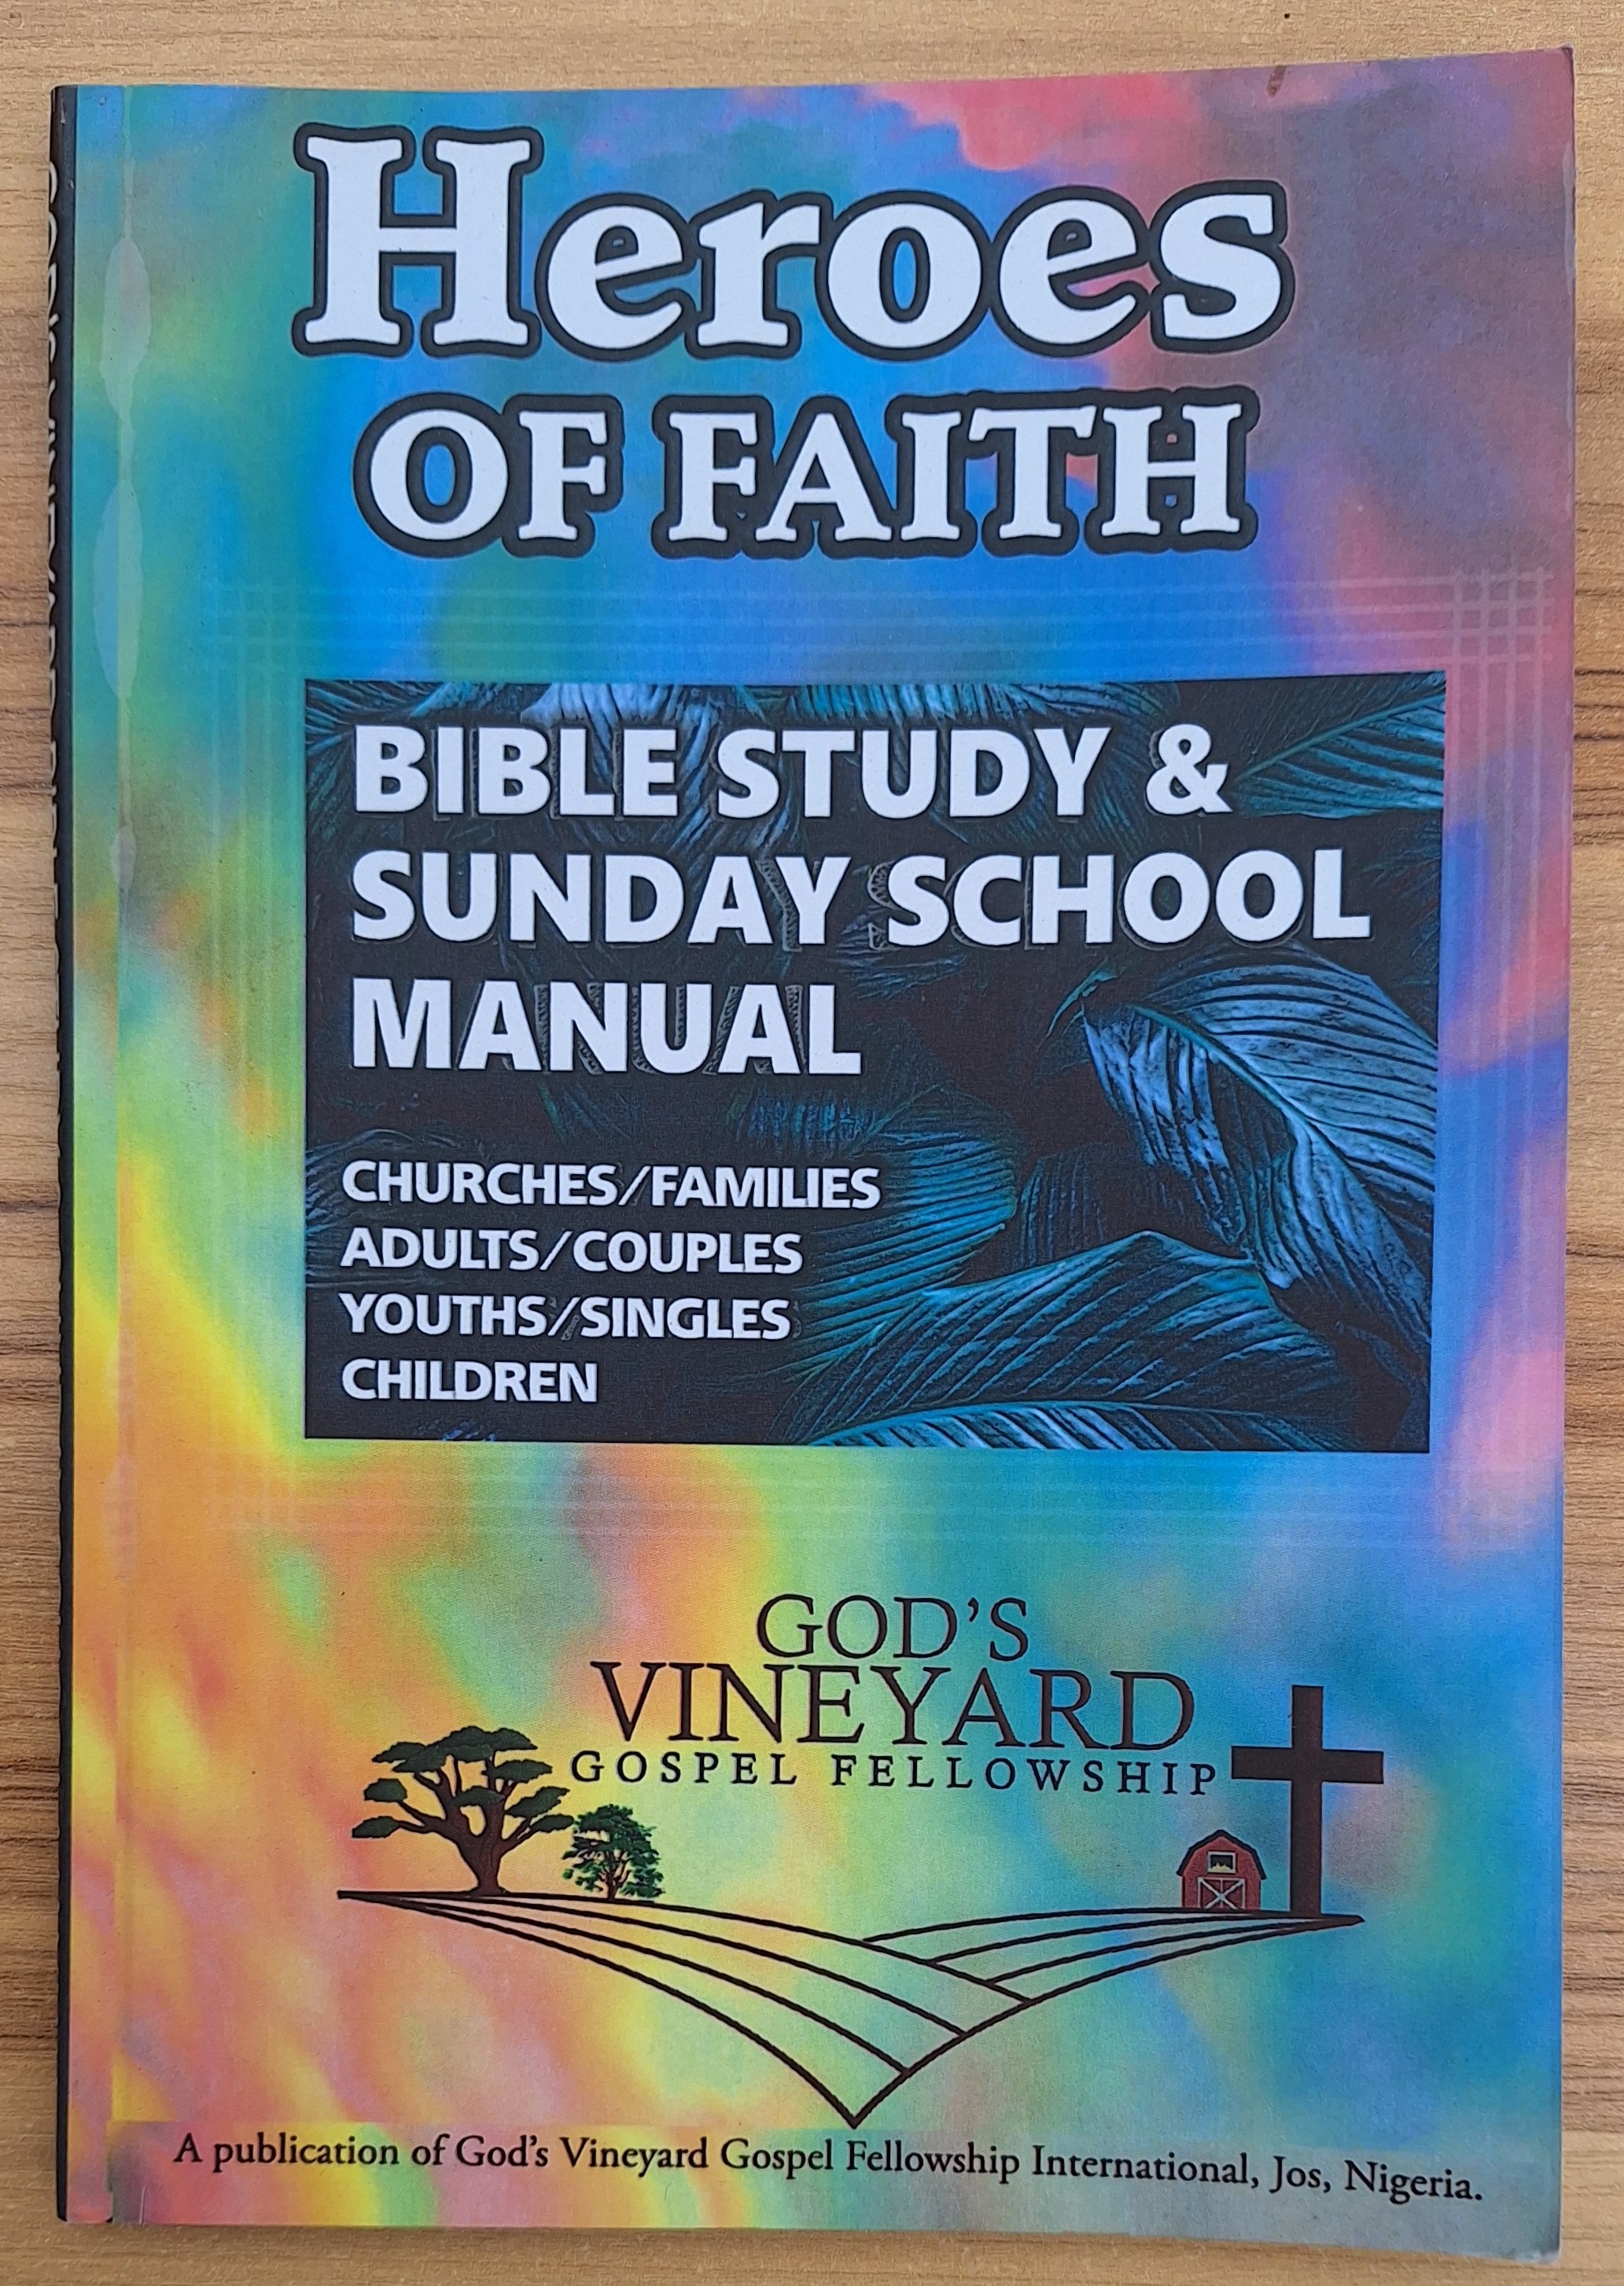 Heroes
OF FAITH
BIBLE STUDY &
SUNDAY SCHOOL
MANUAL
CHURCHES/FAMILIES
ADULTS/COUPLES
YOUTHS/SINGLES
CHILDREN
GOD'S
VINEYARD
GOSPEL FELLOWSHIP
A publication of God's Vineyard Gospel Fellowship International, Jos, Nigeria.